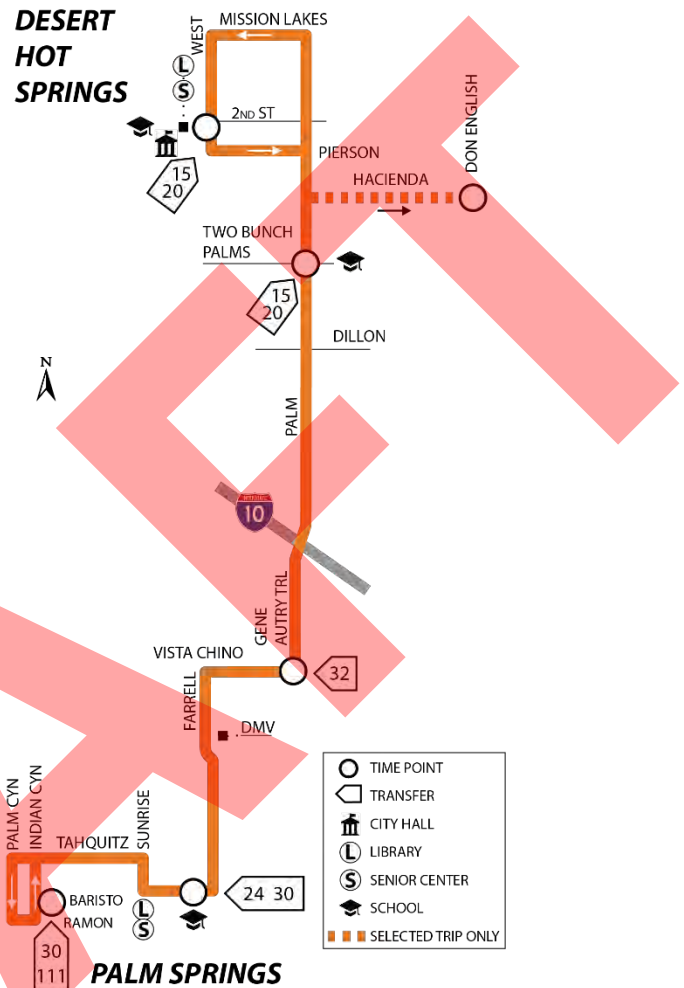 DESERT
HOT
SPRINGS
MISSION LAKES
WEST
L
S
2ND ST
15
20
PIERSON
DON ENGLISH
HACIENDA
TWO BUNCH
PALMS
15
20
DILLON
N
PALM
INTERSTATE
10
GENE
AUTRY TRL
VISTA CHINO
32
FARRELL
DMV
PALM CYN
INDIAN CYN
SUNRISE
TAHQUITZ
BARISTO
RAMON
L
S
24 30
30
111
PALM SPRINGS
TIME POINT
TRANSFER
CITY HALL
L LIBRARY
S SENIOR CENTER
SCHOOL
SELECTED TRIP ONLY